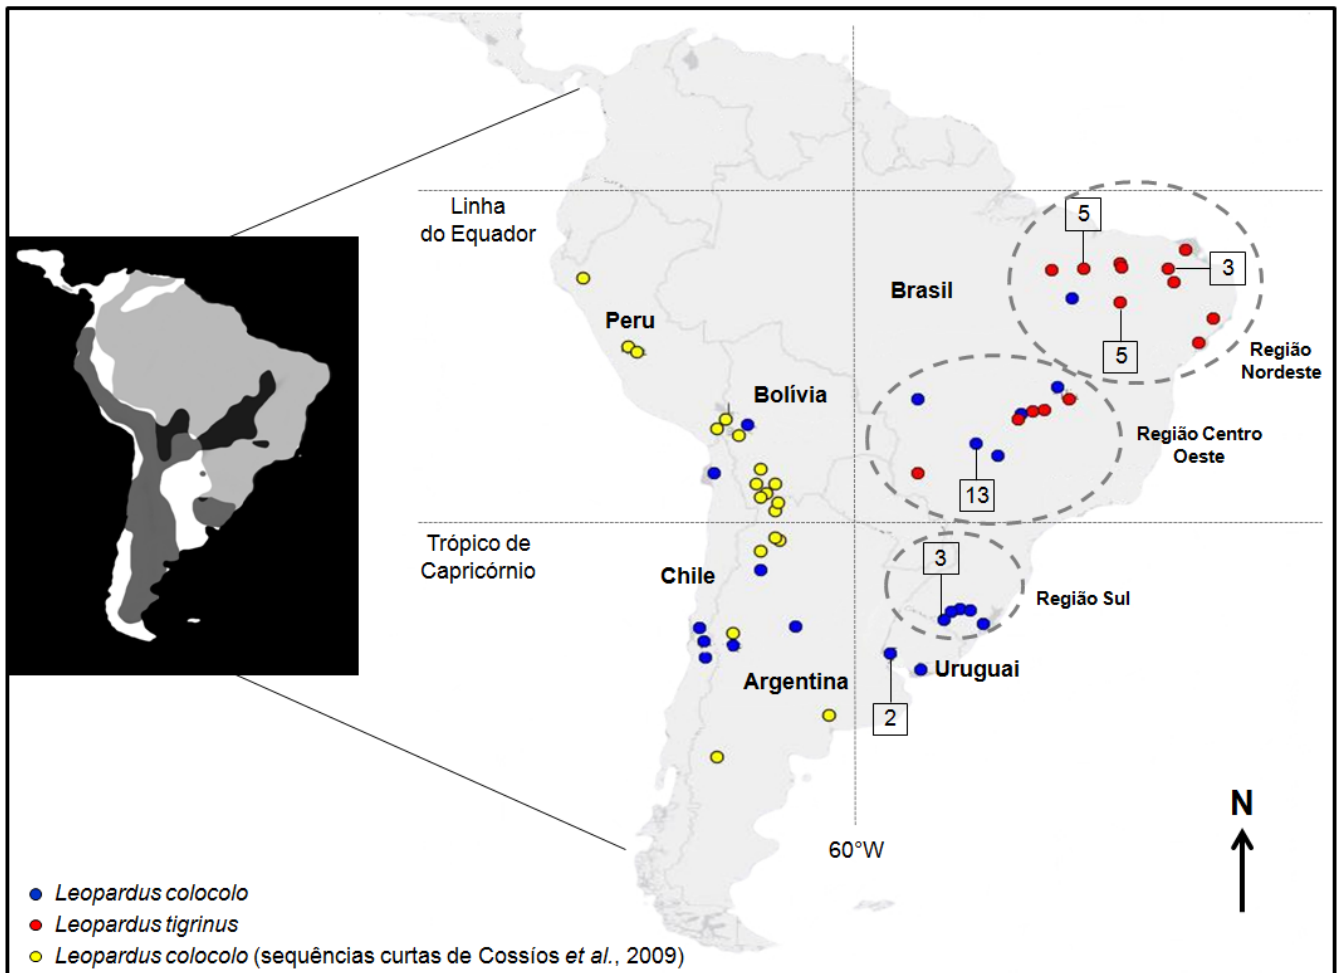 Linha
do Equador
5
3
Brasil
Peru
5
Região
Nordeste
Bolívia
Região Centro
Oeste
13
Trópico de
Capricórnio
3
Chile
Região Sul
Uruguai
Argentina
2
N
60°W
Leopardus colocolo
Leopardus tigrinus
Leopardus colocolo (sequências curtas de Cossíos et al., 2009)